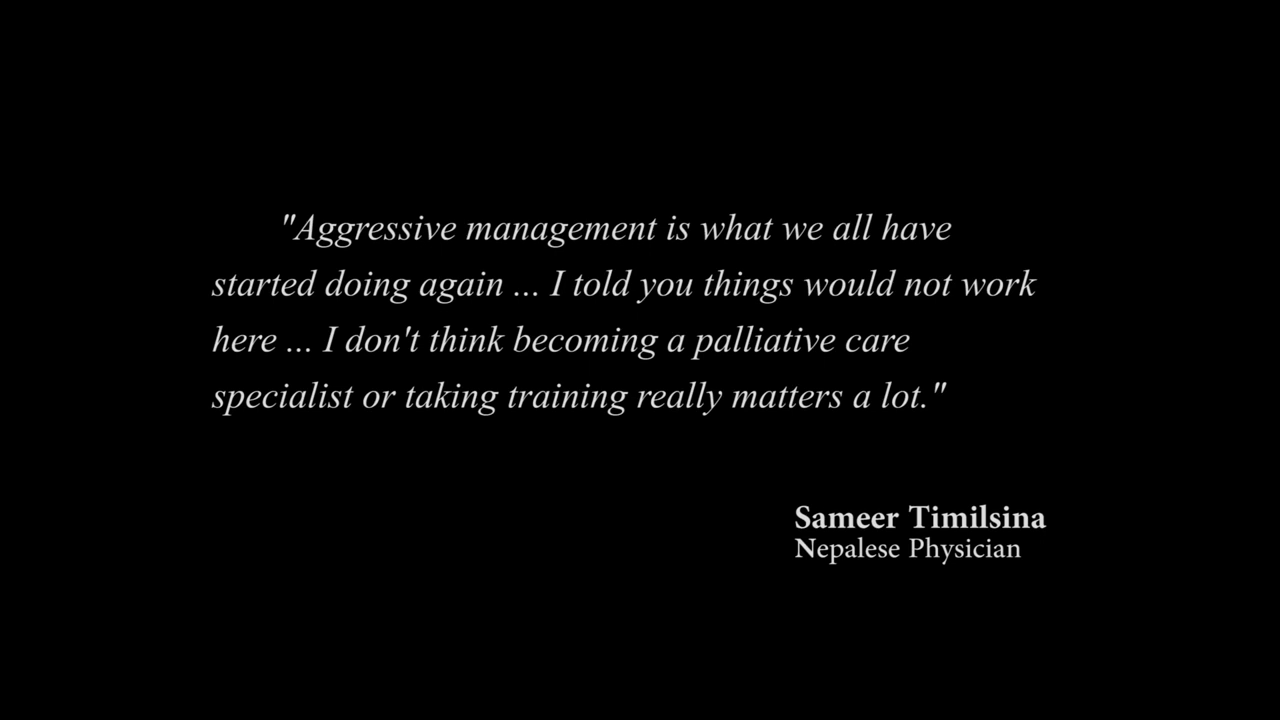 "Aggressive management is what we all have
started doing again ... I told you things would not work
here ... I don't think becoming a palliative care
specialist or taking training really matters a lot."
Sameer Timilsina
Nepalese Physician